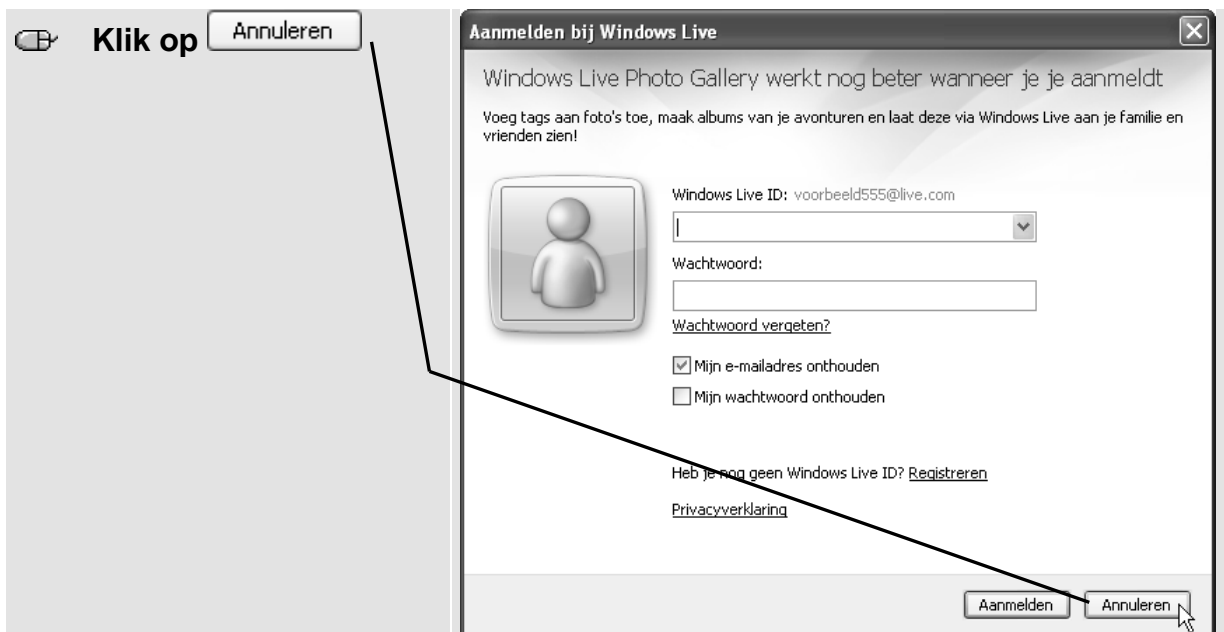 Klik op Annuleren
Aanmelden bij Windows Live
Windows Live Photo Gallery werkt nog beter wanneer je je aanmeldt
Voeg tags aan foto's toe, maak albums van je avonturen en laat deze via Windows Live aan je familie en
vrienden zien!
Windows Live ID: voorbeeld555@live.com
Wachtwoord:
Wachtwoord vergeten?
Mijn e-mailadres onthouden
Mijn wachtwoord onthouden
Heb je nog geen Windows Live ID? Registreren
Privacyverklaring
Aanmelden Annuleren